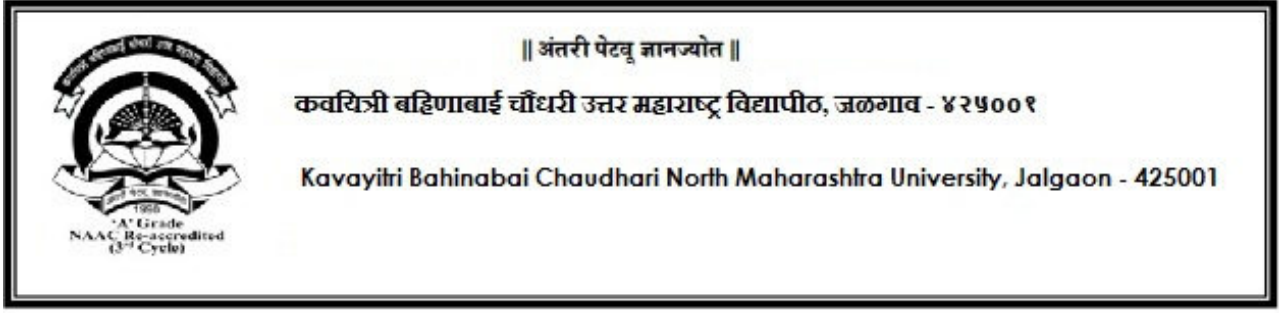 ॥ अंतरी पेटवू ज्ञानज्योत ॥
कवयित्री बहिणाबाई चौधरी उत्तर महाराष्ट्र विद्यापीठ, जळगाव - ४२५००१
Kavayitri Bahinabai Chaudhari North Maharashtra University, Jalgaon - 425001
'A' Grade
NAAC Re-accredited
(3rd Cycle)